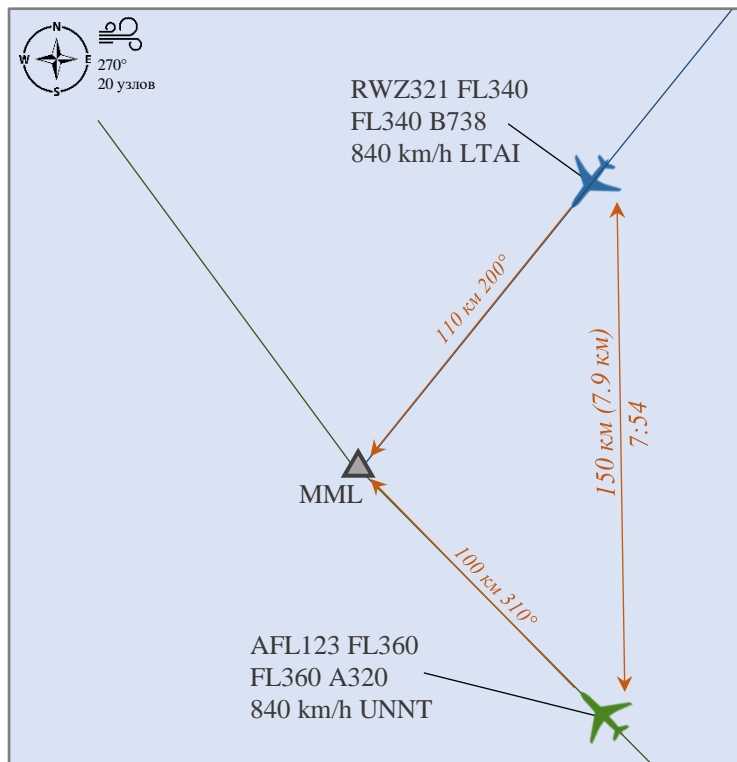 N
W E
S
270°
20 узлов
RWZ321 FL340
FL340 B738
840 km/h LTAI
110 км 200°
150 км (7.9 км)
7:54
MML
100 км 310°
AFL123 FL360
FL360 A320
840 km/h UNNT